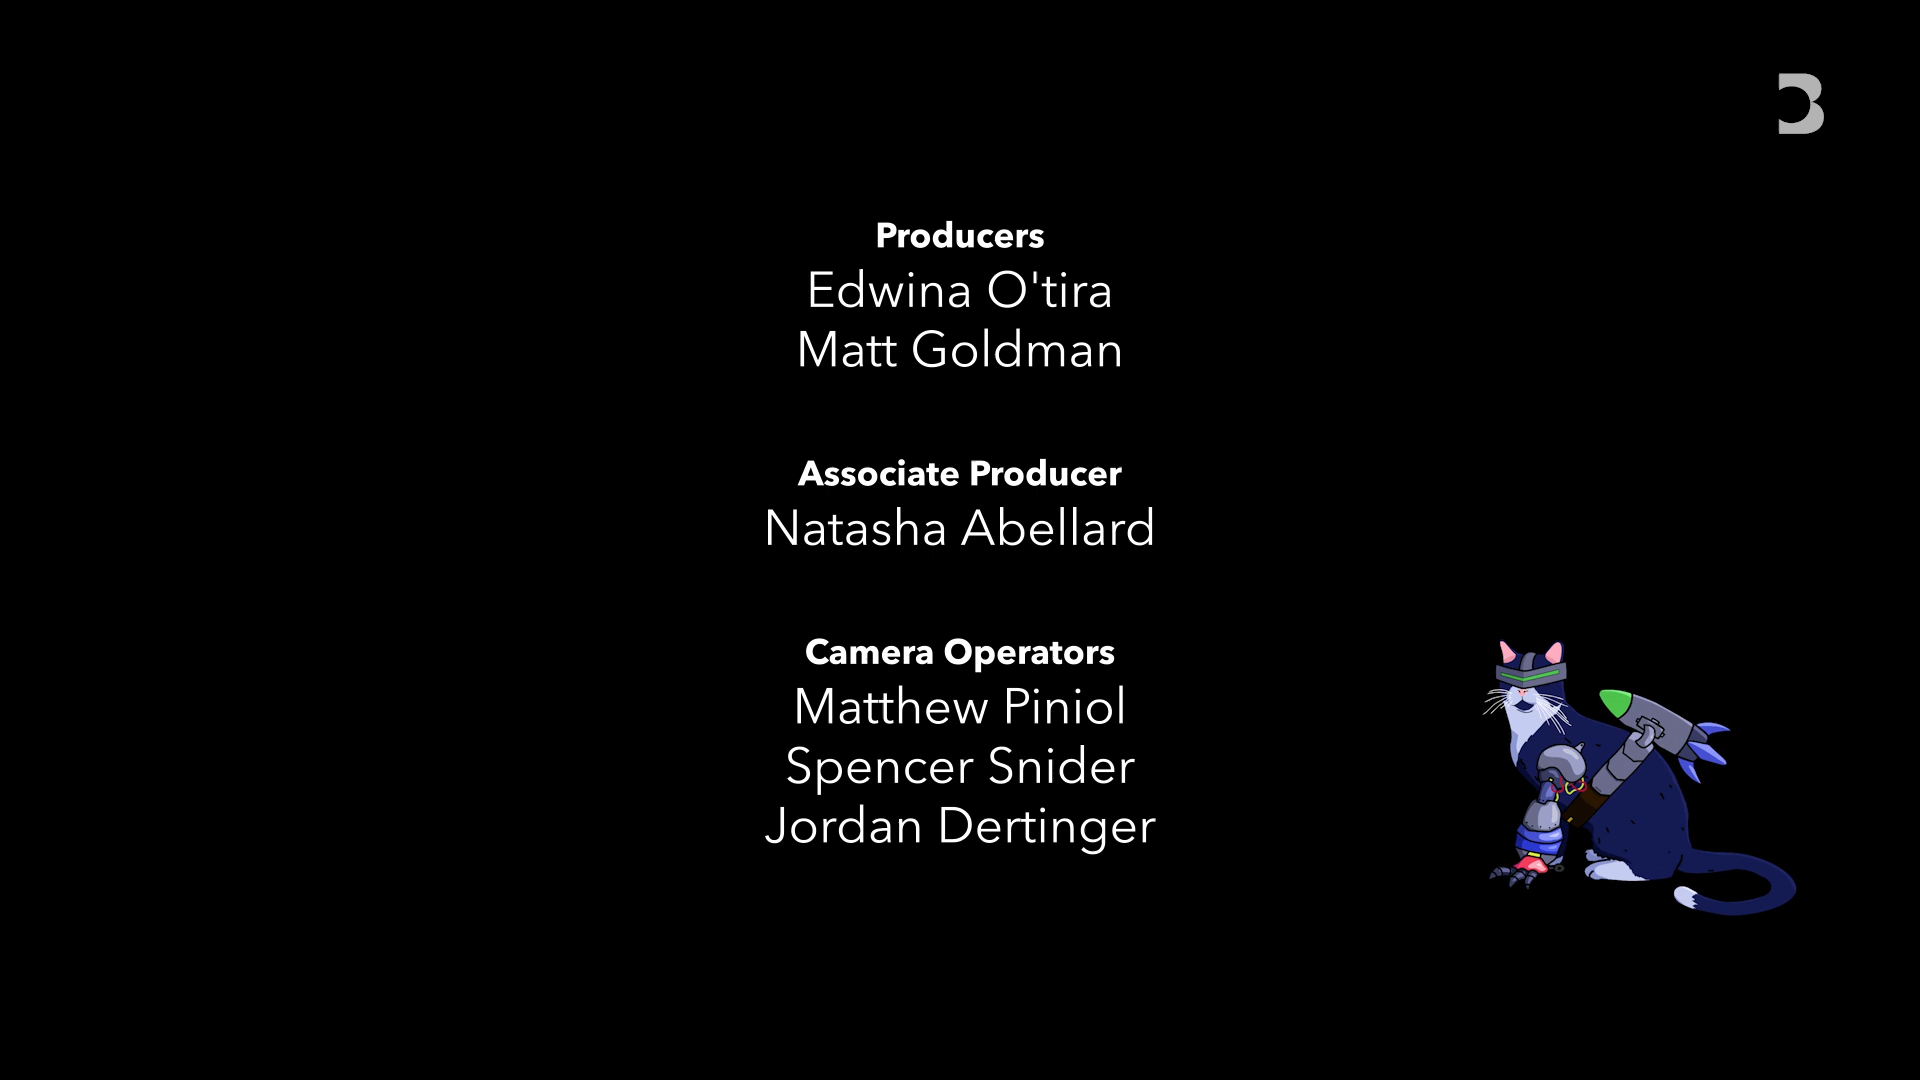 Producers
Edwina O'tira
Matt Goldman
Associate Producer
Natasha Abellard
Camera Operators
Matthew Piniol
Spencer Snider
Jordan Dertinger